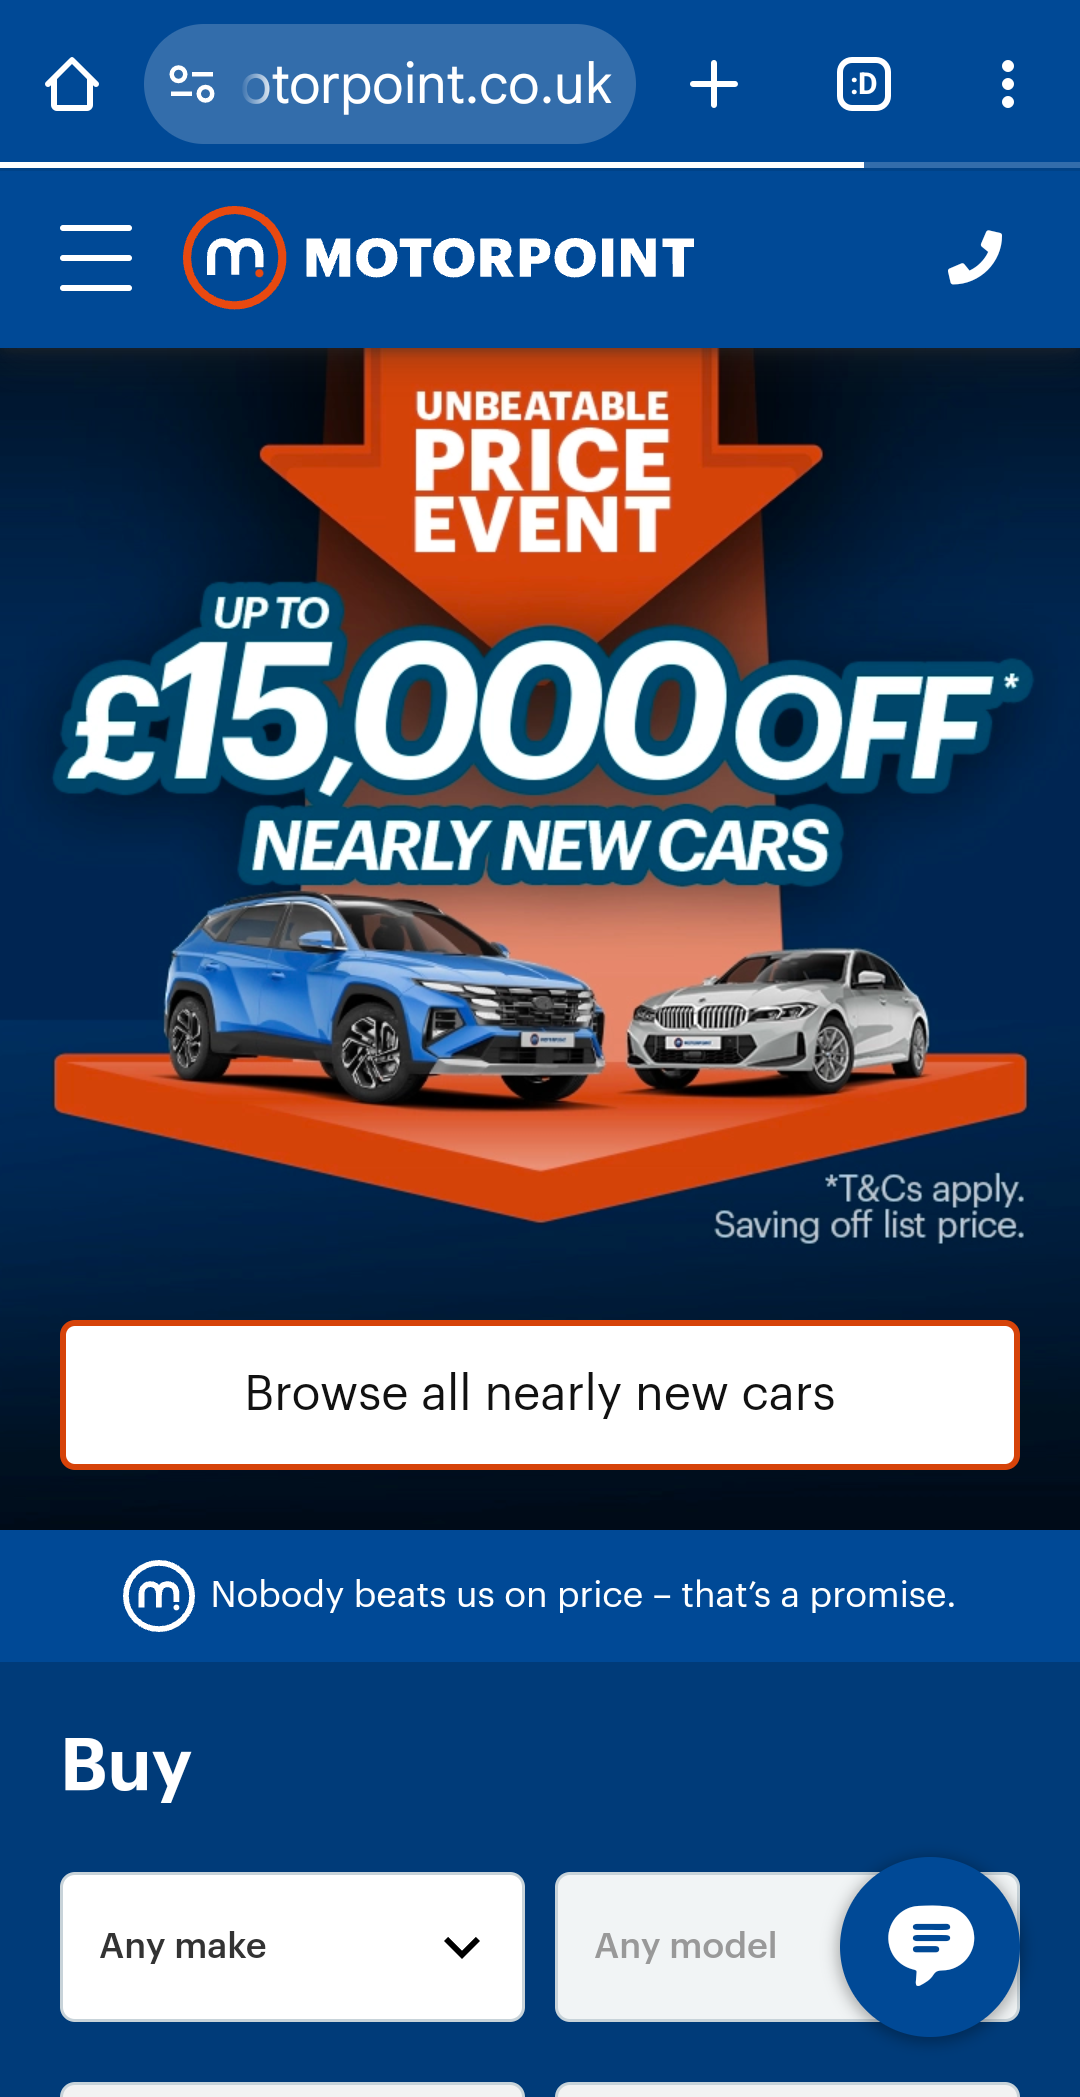 otorpoint.co.uk
:D
m MOTORPOINT
UNBEATABLE
PRICE
EVENT
UP TO
£15,000 OFF*
NEARLY NEW CARS
*T&Cs apply.
Saving off list price.
Browse all nearly new cars
m Nobody beats us on price – that’s a promise.
Buy
Any make
Any model